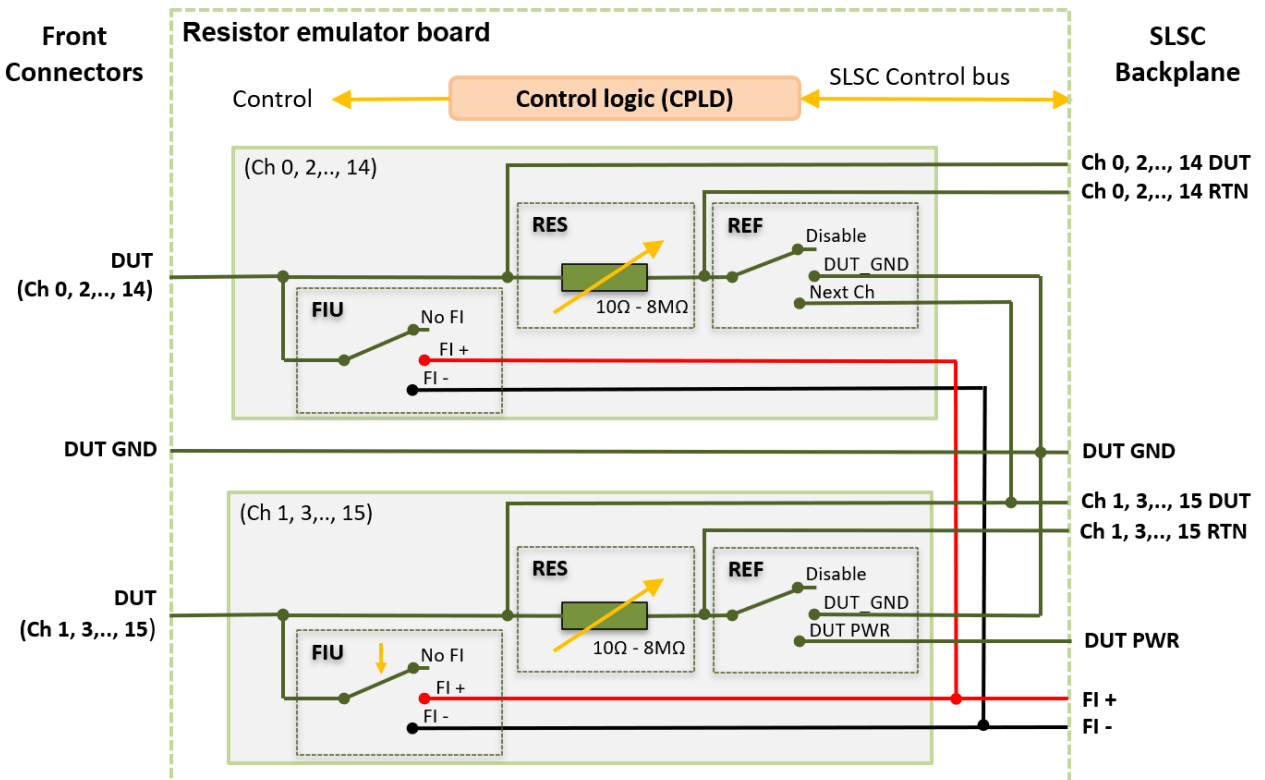 Front
Connectors
Resistor emulator board
SLSC
Backplane
Control
Control logic (CPLD)
SLSC Control bus
(Ch 0, 2,.., 14)
Ch 0, 2,.., 14 DUT
Ch 0, 2,.., 14 RTN
RES
REF
Disable
DUT_GND
Next Ch
10Ω - 8MΩ
DUT
(Ch 0, 2,.., 14)
FIU
No FI
FI +
FI -
DUT GND
DUT GND
(Ch 1, 3,.., 15)
Ch 1, 3,.., 15 DUT
Ch 1, 3,.., 15 RTN
RES
REF
Disable
DUT_GND
DUT PWR
10Ω - 8MΩ
DUT PWR
DUT
(Ch 1, 3,.., 15)
FIU
No FI
FI +
FI -
FI +
FI -